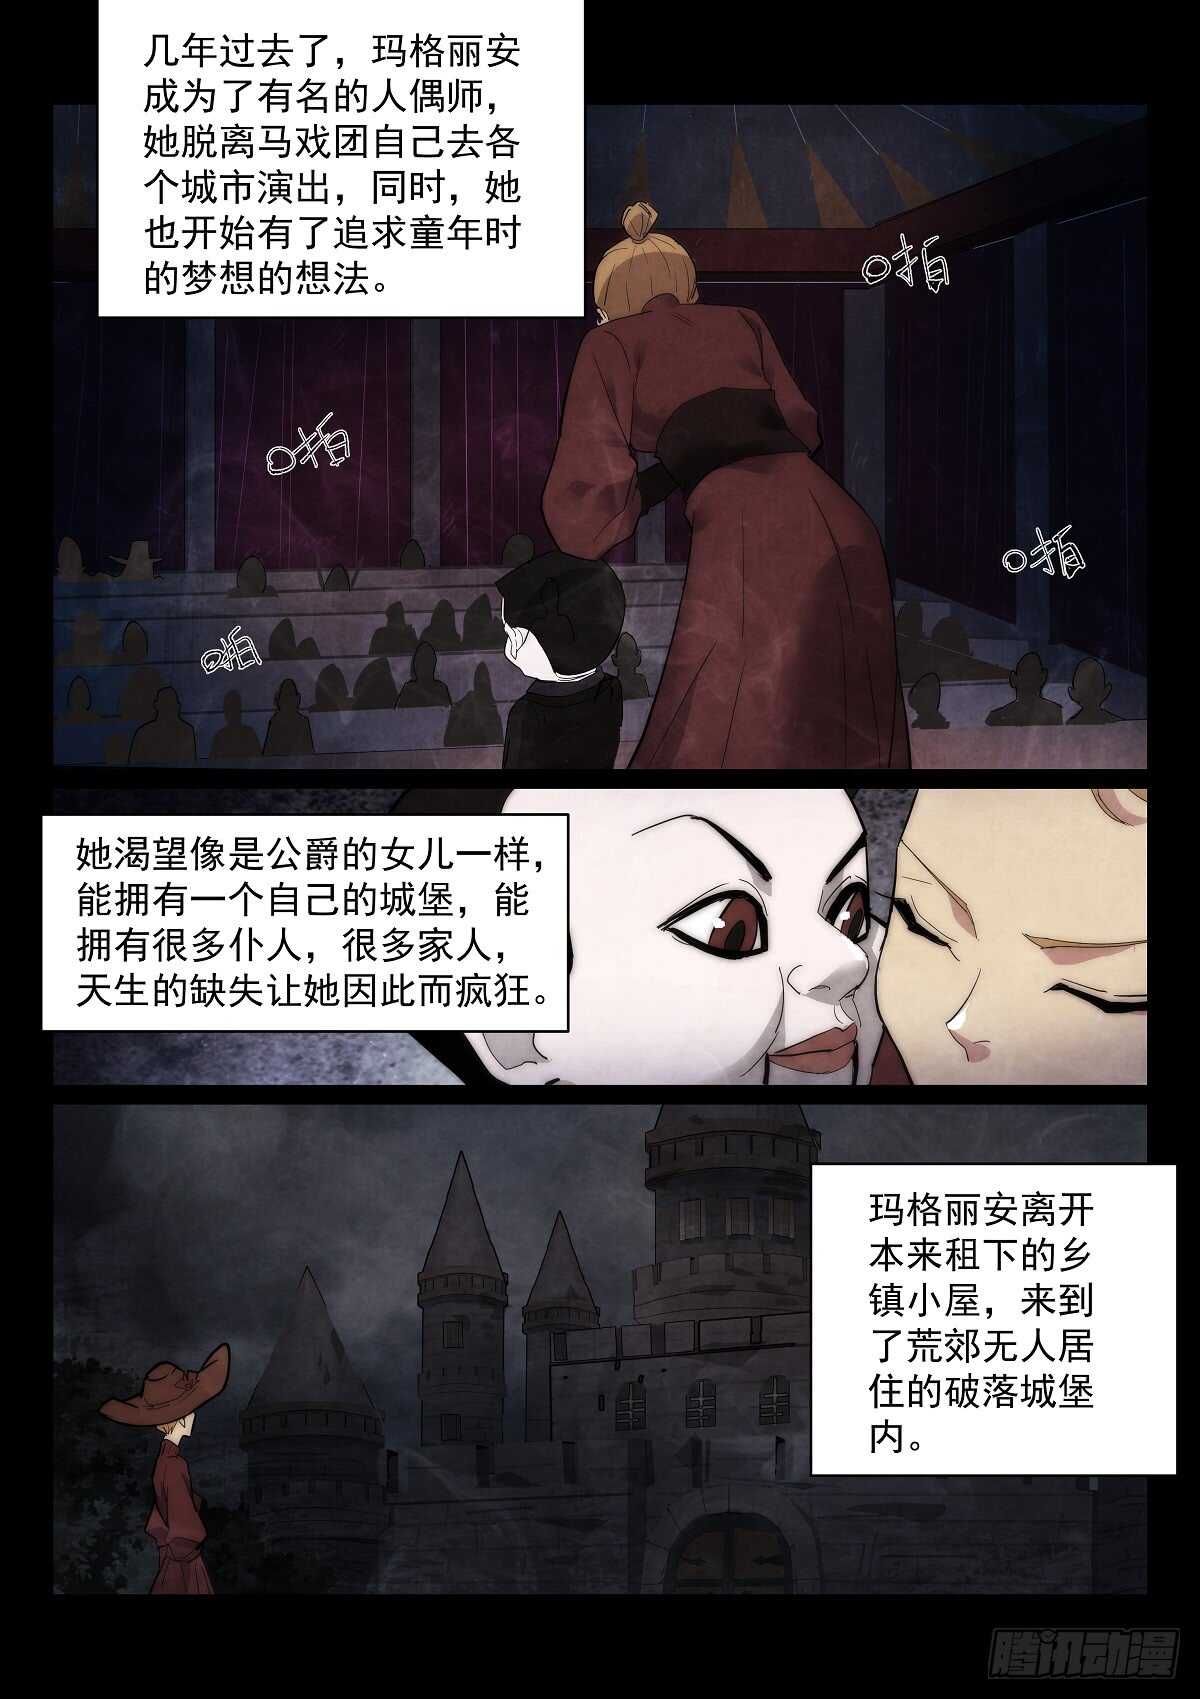 几年过去了，玛格丽安
成为了有名的人偶师，
她脱离马戏团自己去各
个城市演出，同时，她
也开始有了追求童年时
的梦想的想法。
拍
拍
拍
拍
她渴望像是公爵的女儿一样，
能拥有一个自己的城堡，能
拥有很多仆人，很多家人，
天生的缺失让她因此而疯狂。
玛格丽安离开
本来租下的乡
镇小屋，来到
了荒郊无人居
住的破落城堡
内。
腾讯动漫